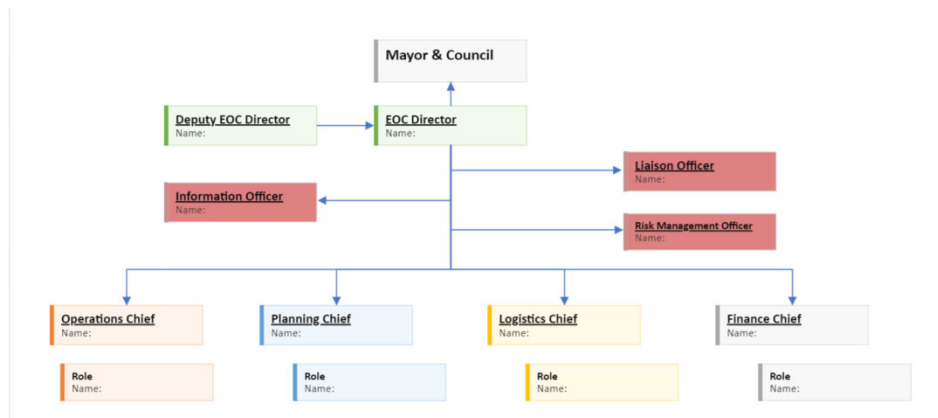 Mayor & Council
Deputy EOC Director
Name:
EOC Director
Name:
Liaison Officer
Name:
Information Officer
Name:
Risk Management Officer
Name:
Operations Chief
Name:
Planning Chief
Name:
Logistics Chief
Name:
Finance Chief
Name:
Role
Name:
Role
Name:
Role
Name:
Role
Name: